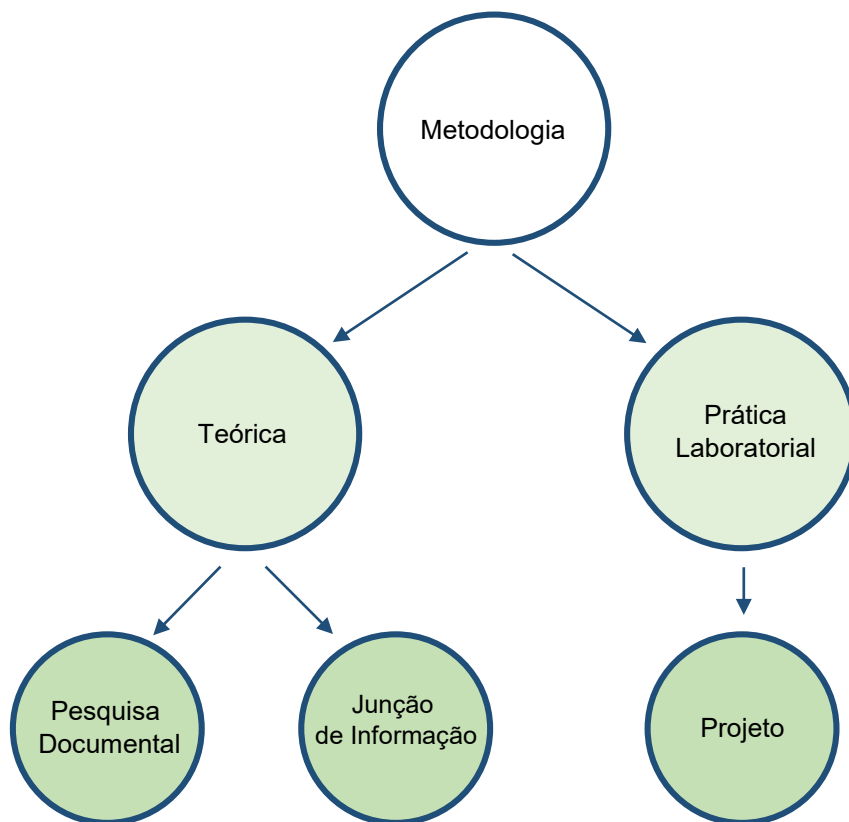 Metodologia
Teórica
Prática
Laboratorial
Pesquisa
Documental
Junção
de Informação
Projeto